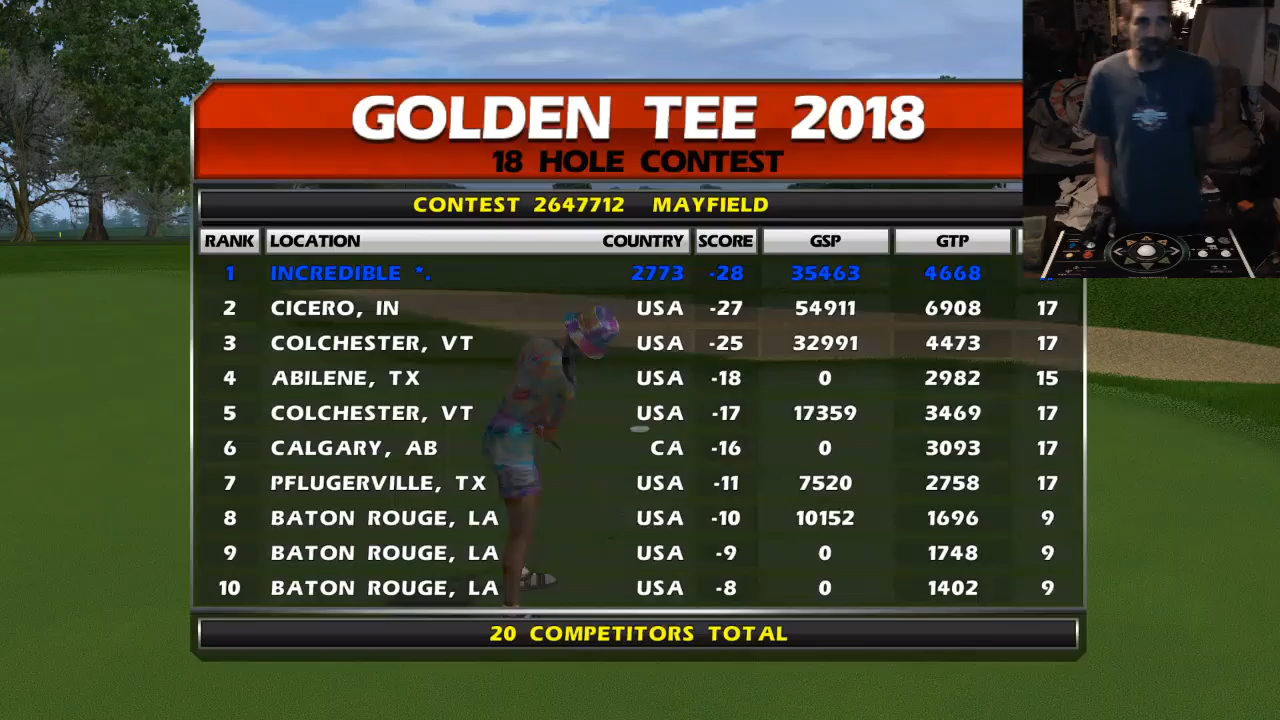 GOLDEN TEE 2018
18 HOLE CONTEST
CONTEST 2647712 MAYFIELD
RANK LOCATION COUNTRY SCORE GSP GTP
1 INCREDIBLE *. 2773 -28 35463 4668
2 CICERO, IN USA -27 54911 6908 17
3 COLCHESTER, VT USA -25 32991 4473 17
4 ABILENE, TX USA -18 0 2982 15
5 COLCHESTER, VT USA -17 17359 3469 17
6 CALGARY, AB CA -16 0 3093 17
7 PFLUGERVILLE, TX USA -11 7520 2758 17
8 BATON ROUGE, LA USA -10 10152 1696 9
9 BATON ROUGE, LA USA -9 0 1748 9
10 BATON ROUGE, LA USA -8 0 1402 9
20 COMPETITORS TOTAL